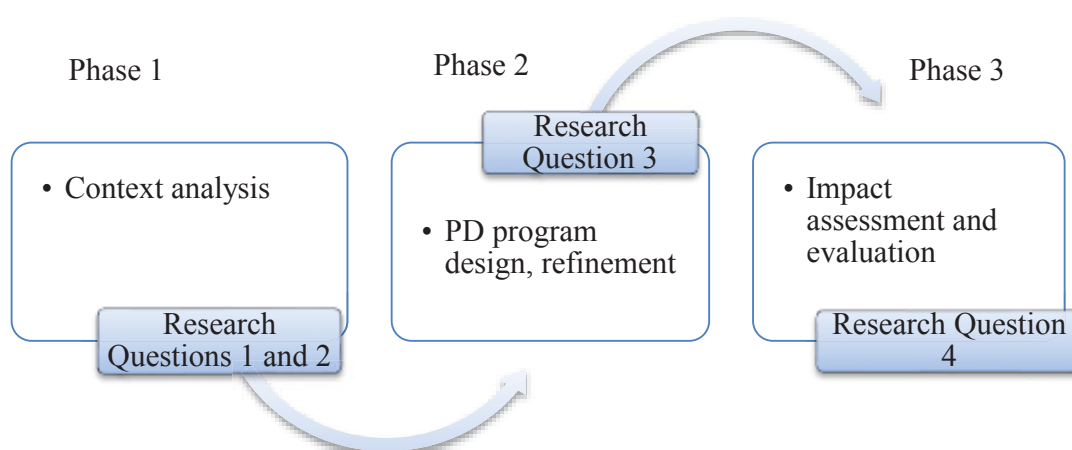 Phase 1
Phase 2
Phase 3
• Context analysis
Research
Questions 1 and 2
Research
Question 3
• PD program
design, refinement
• Impact
assessment and
evaluation
Research Question
4